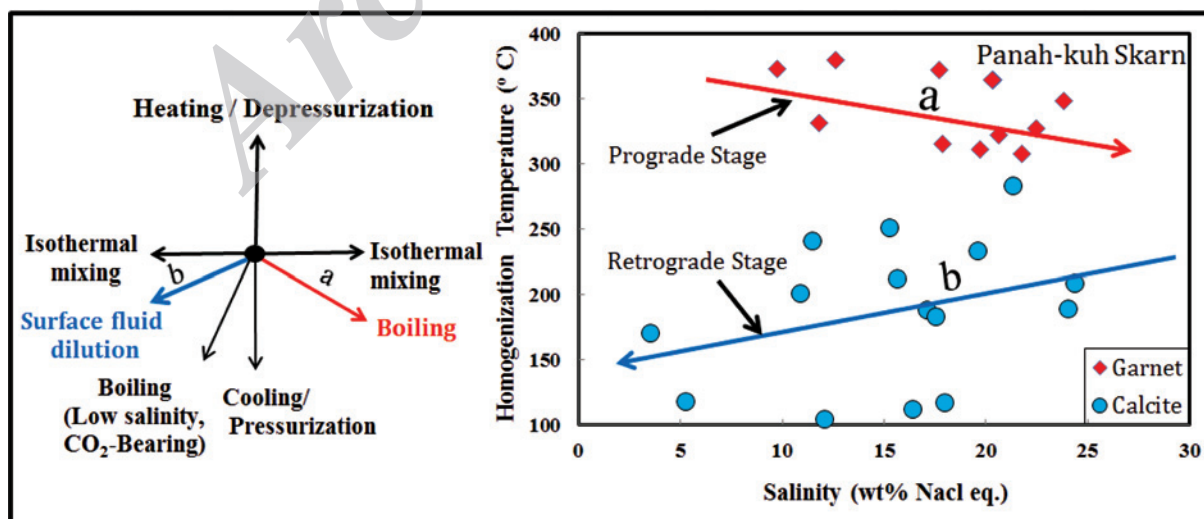 Arc
Heating / Depressurization
Isothermal
mixing
Isothermal
mixing
b
a
Surface fluid
dilution
Boiling
Boiling
(Low salinity,
CO₂-Bearing)
Cooling/
Pressurization
Homogenization Temperature (º C)
400
350
300
250
200
150
100
Panah-kuh Skarn
a
Prograde Stage
Retrograde Stage
b
Garnet
Calcite
0
5
10
15
20
25
30
Salinity (wt% Nacl eq.)